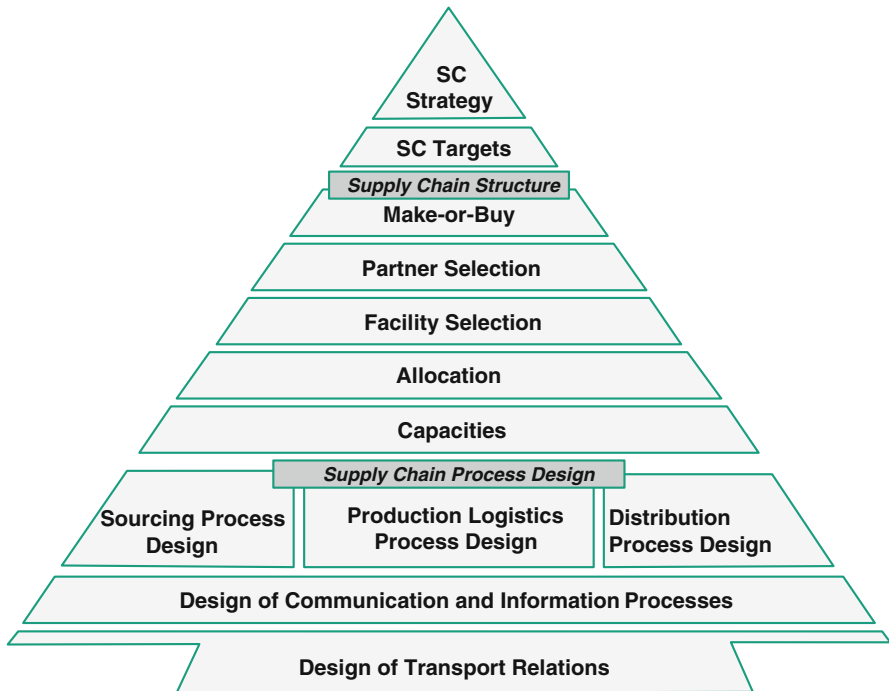 SC
Strategy
SC Targets
Supply Chain Structure
Make-or-Buy
Partner Selection
Facility Selection
Allocation
Capacities
Supply Chain Process Design
Sourcing Process
Design
Production Logistics
Process Design
Distribution
Process Design
Design of Communication and Information Processes
Design of Transport Relations